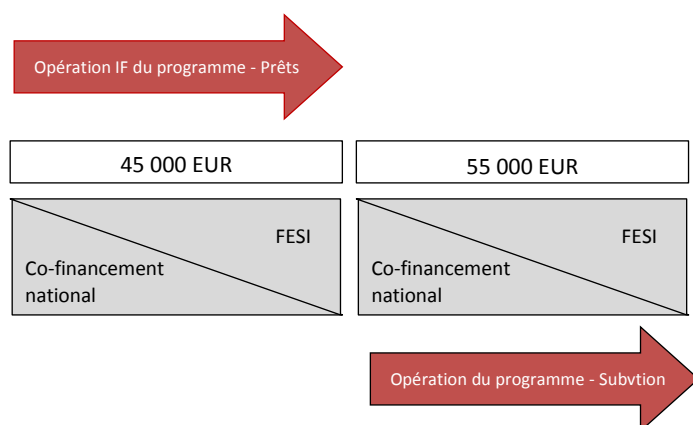 Opération IF du programme - Prêts
45 000 EUR
55 000 EUR
FESI
Co-financement
national
FESI
Co-financement
national
Opération du programme - Subvtion